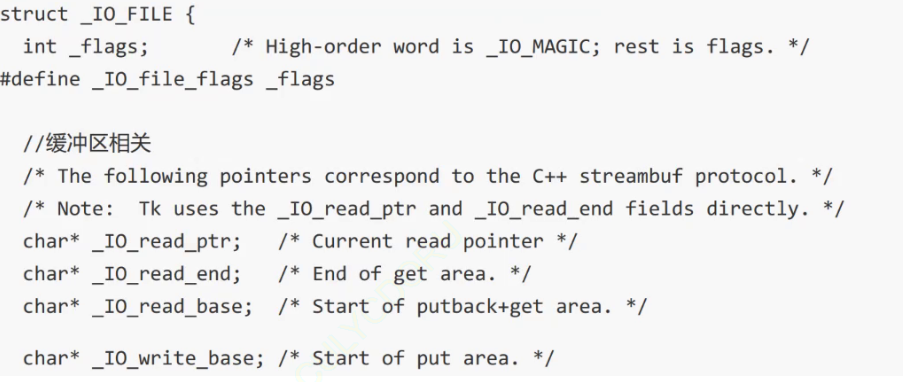 struct _IO_FILE {
  int _flags;       /* High-order word is _IO_MAGIC; rest is flags. */
#define _IO_file_flags _flags
  //缓冲区相关
  /* The following pointers correspond to the C++ streambuf protocol. */
  /* Note:  Tk uses the _IO_read_ptr and _IO_read_end fields directly. */
  char* _IO_read_ptr;   /* Current read pointer */
  char* _IO_read_end;   /* End of get area. */
  char* _IO_read_base;  /* Start of putback+get area. */
  char* _IO_write_base; /* Start of put area. */